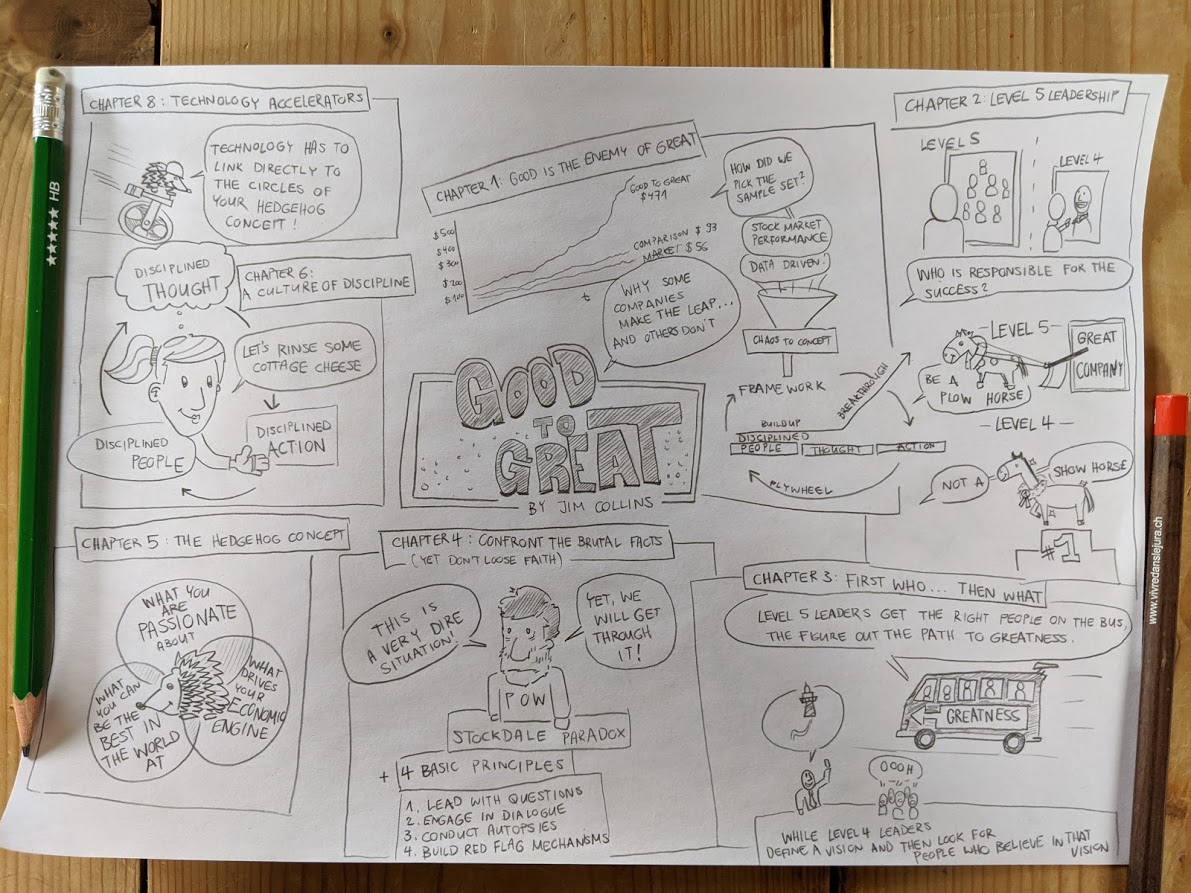 CHAPTER 8: TECHNOLOGY ACCELERATORS
TECHNOLOGY HAS TO
LINK DIRECTLY TO
THE CIRCLES OF
YOUR HEDGEHOG
CONCEPT!
CHAPTER 1: GOOD IS THE ENEMY OF GREAT
$500
$400
$300
$200
$100
GOOD TO GREAT
$471
COMPARISON $ 93
MARKET $ 56
t
HOW DID WE
PICK THE
SAMPLE SET?
STOCK MARKET
PERFORMANCE
DATA DRIVEN!
CHAOS TO CONCEPT
FRAMEWORK
BUILDUP
BREAKTHROUGH
DISCIPLINED
PEOPLE
THOUGHT
ACTION
FLYWHEEL
WHY SOME
COMPANIES
MAKE THE LEAP...
AND OTHERS DON'T
GOOD
TO
GREAT
BY JIM COLLINS
CHAPTER 2: LEVEL 5 LEADERSHIP
LEVEL 5
LEVEL 4
WHO IS RESPONSIBLE FOR THE
SUCCESS?
- LEVEL 5 -
GREAT
COMPANY
BE A
PLOW HORSE
- LEVEL 4 -
NOT A
SHOW HORSE
#1
CHAPTER 6:
A CULTURE OF DISCIPLINE
DISCIPLINED
THOUGHT
LET'S RINSE SOME
COTTAGE CHEESE
DISCIPLINED
PEOPLE
DISCIPLINED
ACTION
CHAPTER 5: THE HEDGEHOG CONCEPT
WHAT YOU
ARE
PASSIONATE
ABOUT
WHAT
YOU CAN
BE THE
BEST IN
THE WORLD
AT
WHAT
DRIVES
YOUR
ECONOMIC
ENGINE
CHAPTER 4: CONFRONT THE BRUTAL FACTS
(YET DON'T LOOSE FAITH)
THIS IS
A VERY DIRE
SITUATION!
YET, WE
WILL GET
THROUGH
IT!
POW
STOCKDALE PARADOX
+ 4 BASIC PRINCIPLES
1. LEAD WITH QUESTIONS
2. ENGAGE IN DIALOGUE
3. CONDUCT AUTOPSIES
4. BUILD RED FLAG MECHANISMS
CHAPTER 3: FIRST WHO... THEN WHAT
LEVEL 5 LEADERS GET THE RIGHT PEOPLE ON THE BUS,
THE FIGURE OUT THE PATH TO GREATNESS.
GREATNESS
OOOH
WHILE LEVEL 4 LEADERS
DEFINE A VISION AND THEN LOOK FOR
PEOPLE WHO BELIEVE IN THAT
VISION
★★★★★ HB
www.vivredanslejura.ch